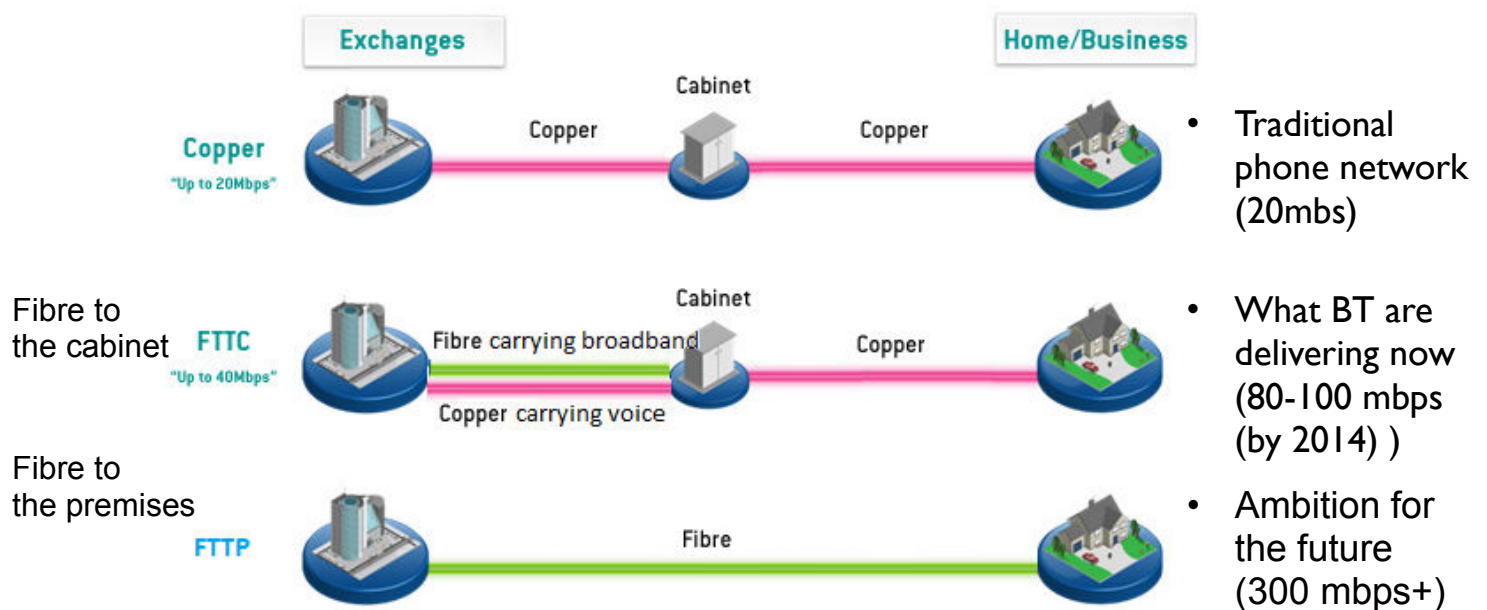 Exchanges
Home/Business
Cabinet
Copper
Copper
Copper
"Up to 20Mbps"
• Traditional
phone network
(20mbs)
Fibre to
the cabinet
FTTC
"Up to 40Mbps"
Cabinet
Fibre carrying broadband
Copper
Copper carrying voice
• What BT are
delivering now
(80-100 mbps
(by 2014) )
Fibre to
the premises
FTTP
Fibre
• Ambition for
the future
(300 mbps+)